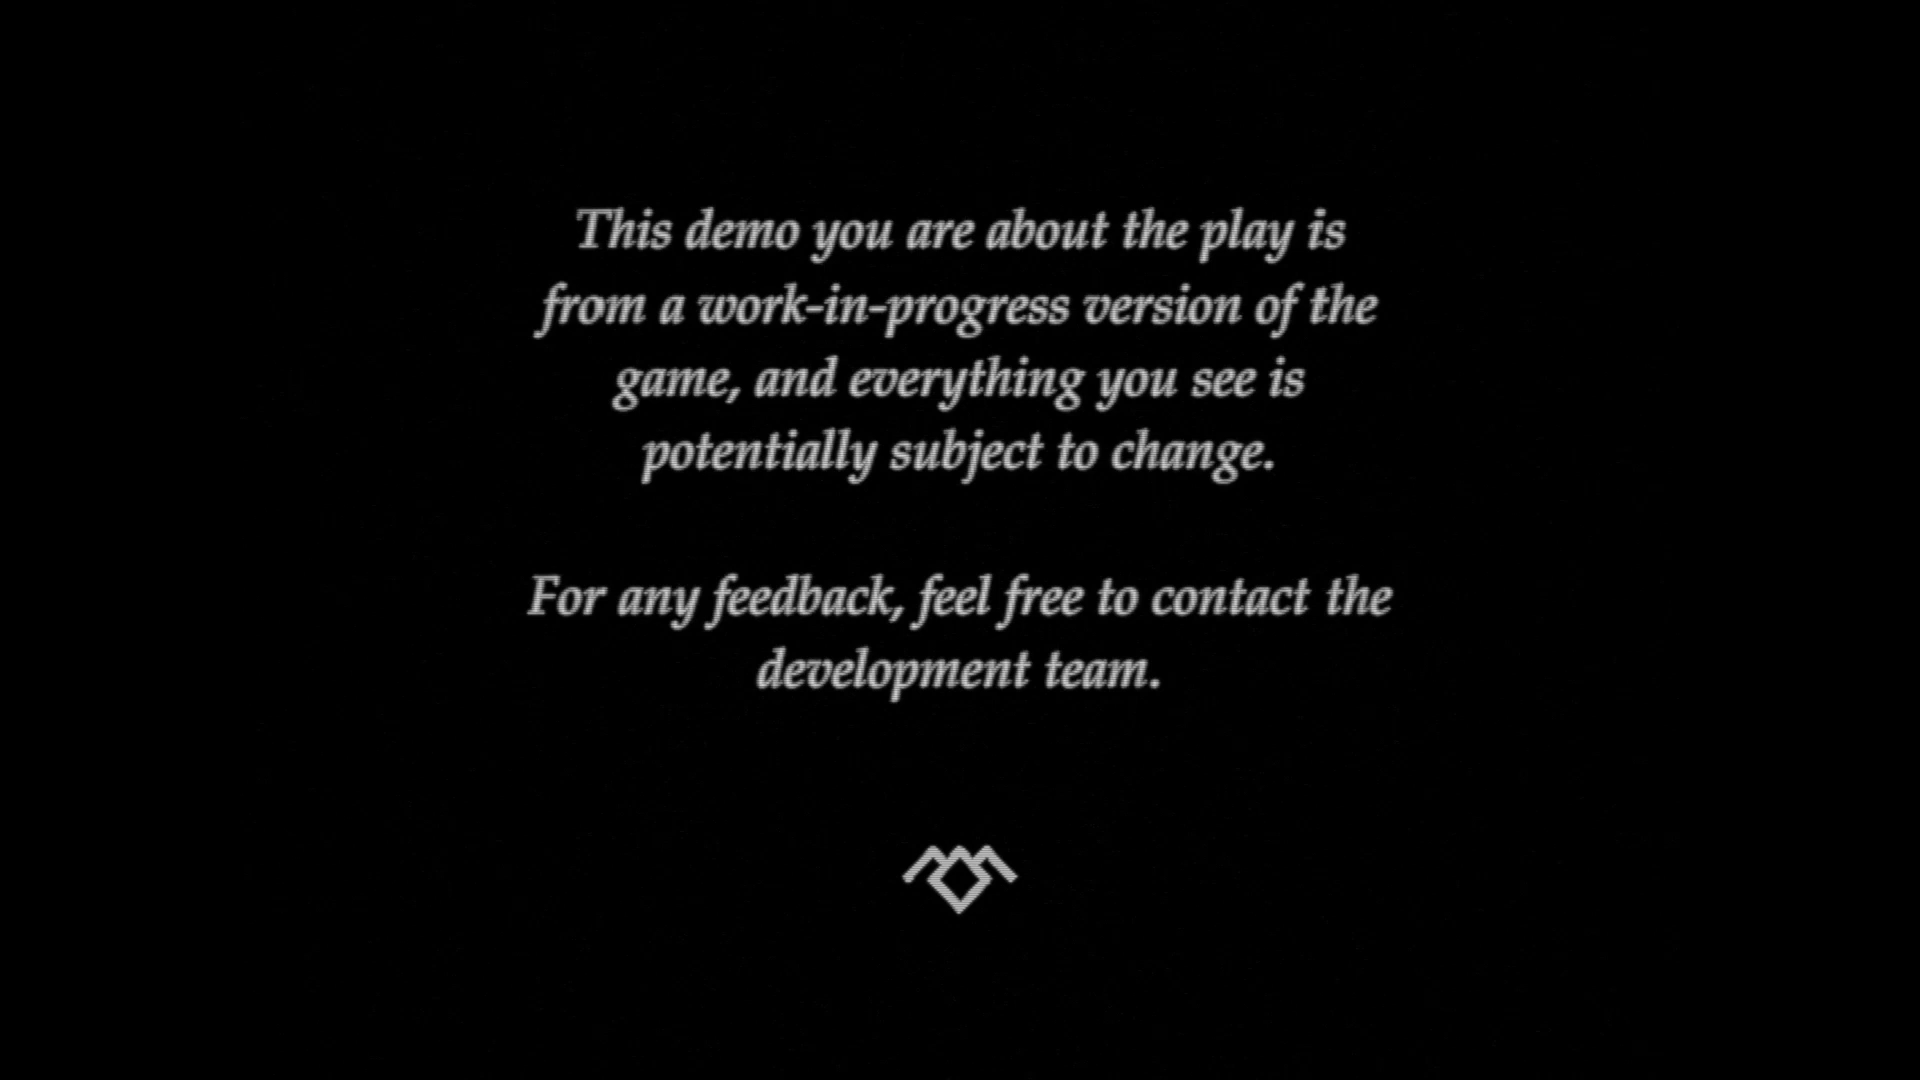 This demo you are about the play is
from a work-in-progress version of the
game, and everything you see is
potentially subject to change.
For any feedback, feel free to contact the
development team.